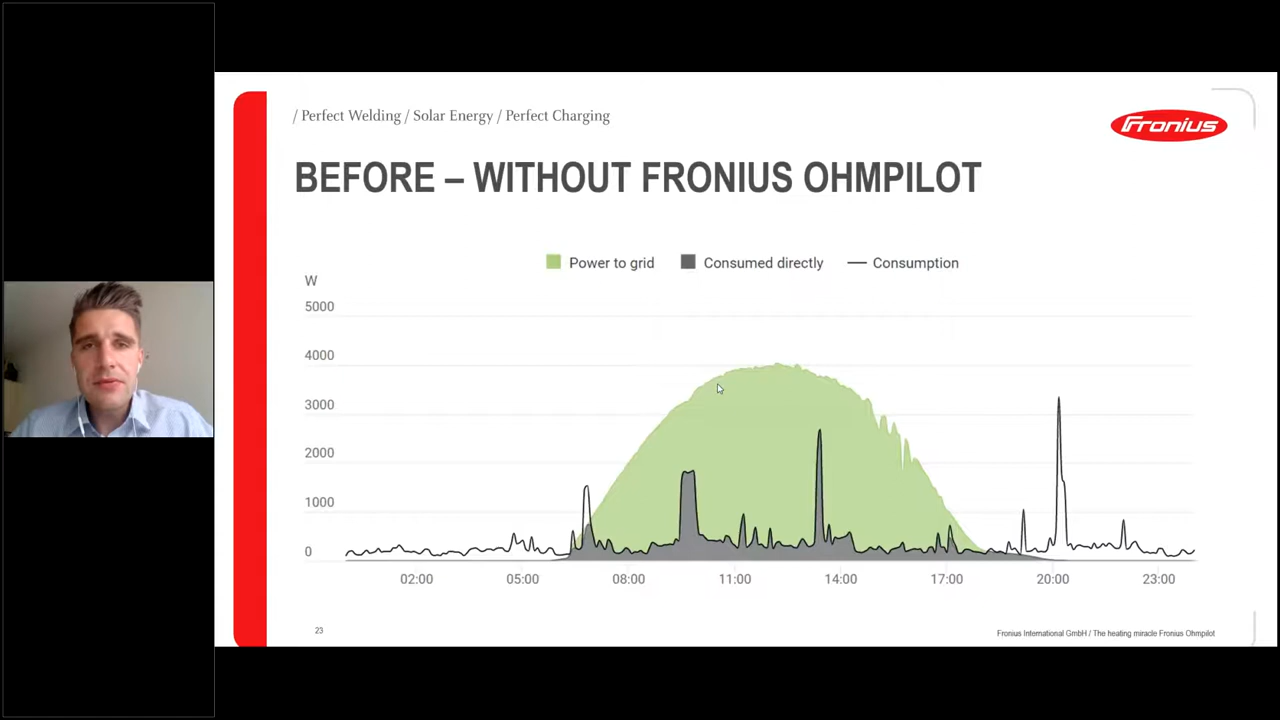 / Perfect Welding / Solar Energy / Perfect Charging
Fronius
BEFORE – WITHOUT FRONIUS OHMPILOT
Power to grid
Consumed directly
Consumption
W
5000
4000
3000
2000
1000
0
02:00 05:00 08:00 11:00 14:00 17:00 20:00 23:00
23
Fronius International GmbH / The heating miracle Fronius Ohmpilot